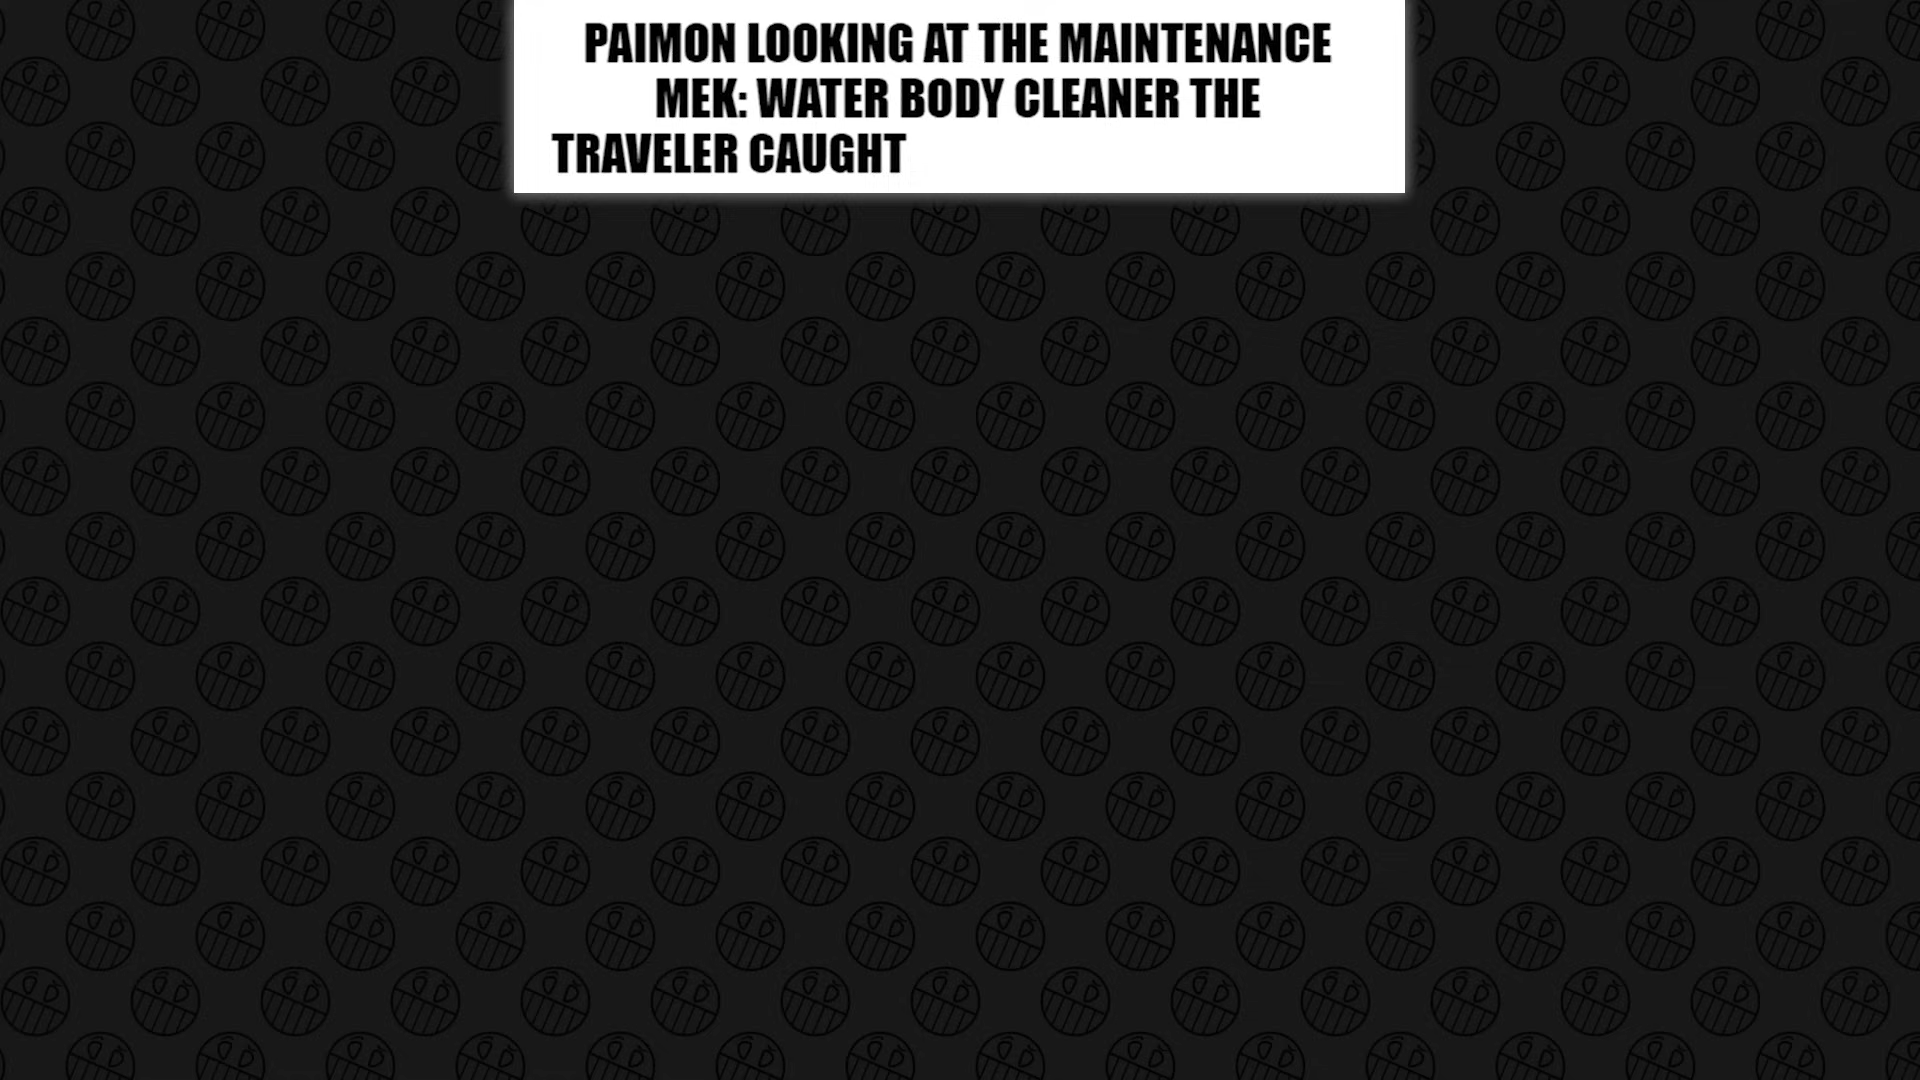 PAIMON LOOKING AT THE MAINTENANCE
MEK: WATER BODY CLEANER THE
TRAVELER CAUGHT